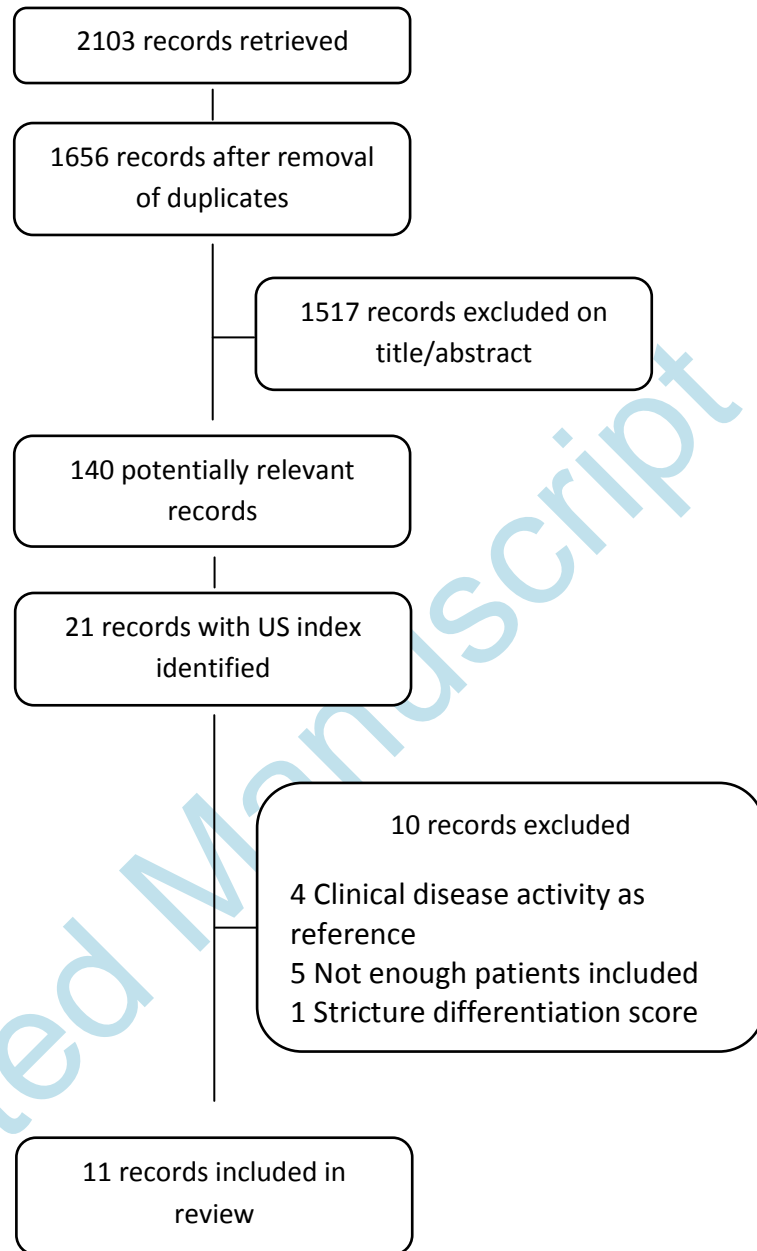 2103 records retrieved
1656 records after removal
of duplicates
1517 records excluded on
title/abstract
140 potentially relevant
records
21 records with US index
identified
10 records excluded
4 Clinical disease activity as
reference
5 Not enough patients included
1 Stricture differentiation score
11 records included in
review
ted Manuscript